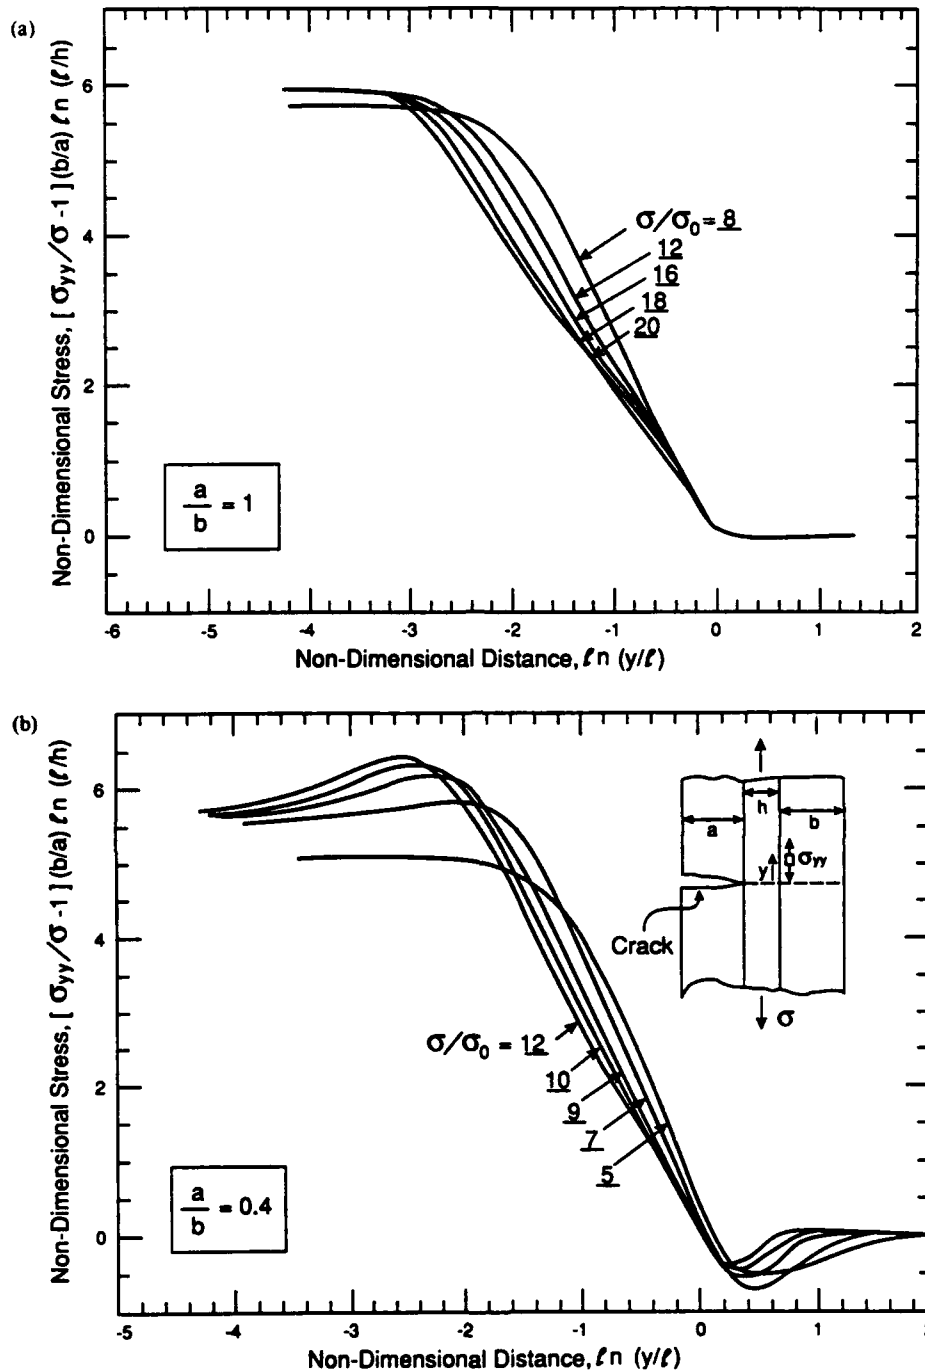 (a)
Non-Dimensional Stress, [ σyy/σ -1 ] (b/a) ℓn (ℓ/h)
6
4
2
0
σ/σ₀ = 8
12
16
18
20
a/b = 1
-6 -5 -4 -3 -2 -1 0 1 2
Non-Dimensional Distance, ℓn (y/ℓ)
(b)
Non-Dimensional Stress, [ σyy/σ -1 ] (b/a) ℓn (ℓ/h)
6
4
2
0
h
a
b
y
σyy
Crack
σ
σ/σ₀ = 12
10
9
7
5
a/b = 0.4
-5 -4 -3 -2 -1 0 1
Non-Dimensional Distance, ℓn (y/ℓ)